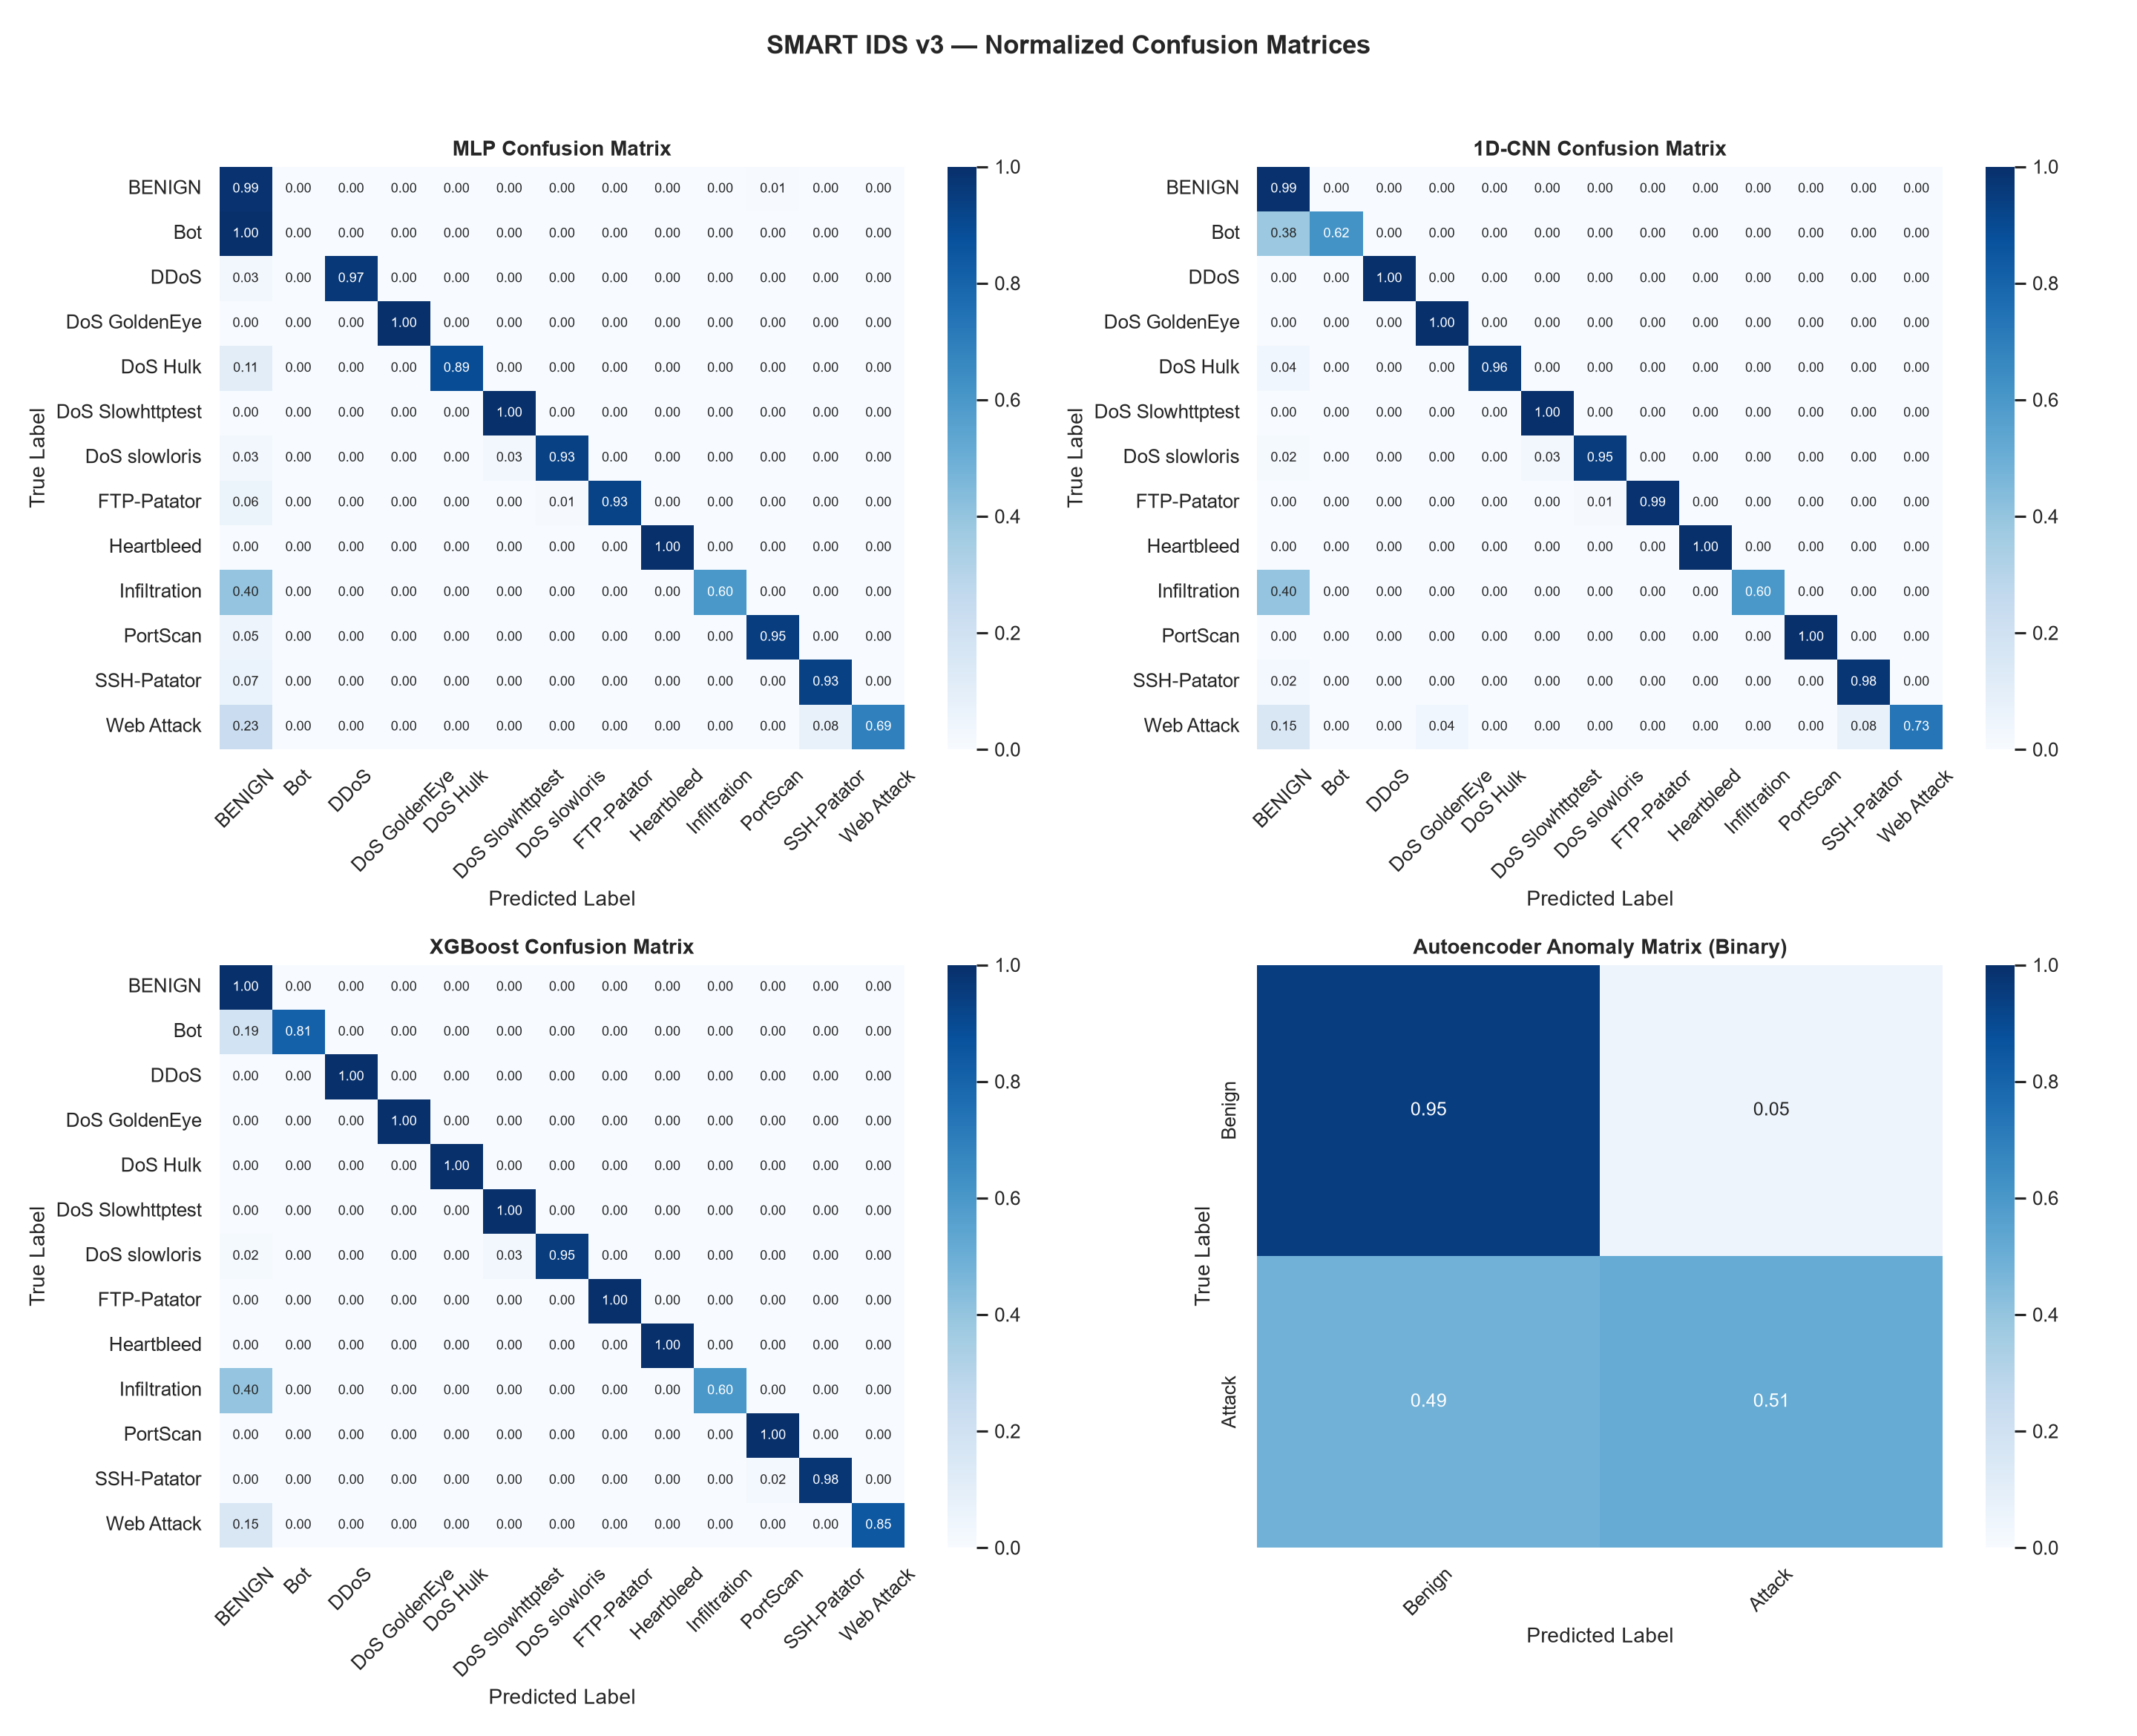 SMART IDS v3 — Normalized Confusion Matrices
MLP Confusion Matrix
True Label
BENIGN 0.99 0.00 0.00 0.00 0.00 0.00 0.00 0.00 0.00 0.00 0.01 0.00 0.00
Bot 1.00 0.00 0.00 0.00 0.00 0.00 0.00 0.00 0.00 0.00 0.00 0.00 0.00
DDoS 0.03 0.00 0.97 0.00 0.00 0.00 0.00 0.00 0.00 0.00 0.00 0.00 0.00
DoS GoldenEye 0.00 0.00 0.00 1.00 0.00 0.00 0.00 0.00 0.00 0.00 0.00 0.00 0.00
DoS Hulk 0.11 0.00 0.00 0.00 0.89 0.00 0.00 0.00 0.00 0.00 0.00 0.00 0.00
DoS Slowhttptest 0.00 0.00 0.00 0.00 0.00 1.00 0.00 0.00 0.00 0.00 0.00 0.00 0.00
DoS slowloris 0.03 0.00 0.00 0.00 0.00 0.03 0.93 0.00 0.00 0.00 0.00 0.00 0.00
FTP-Patator 0.06 0.00 0.00 0.00 0.00 0.00 0.01 0.93 0.00 0.00 0.00 0.00 0.00
Heartbleed 0.00 0.00 0.00 0.00 0.00 0.00 0.00 0.00 1.00 0.00 0.00 0.00 0.00
Infiltration 0.40 0.00 0.00 0.00 0.00 0.00 0.00 0.00 0.00 0.60 0.00 0.00 0.00
PortScan 0.05 0.00 0.00 0.00 0.00 0.00 0.00 0.00 0.00 0.00 0.95 0.00 0.00
SSH-Patator 0.07 0.00 0.00 0.00 0.00 0.00 0.00 0.00 0.00 0.00 0.00 0.93 0.00
Web Attack 0.23 0.00 0.00 0.00 0.00 0.00 0.00 0.00 0.00 0.00 0.00 0.08 0.69
BENIGN Bot DDoS DoS GoldenEye DoS Hulk DoS Slowhttptest DoS slowloris FTP-Patator Heartbleed Infiltration PortScan SSH-Patator Web Attack
Predicted Label
1.0
0.8
0.6
0.4
0.2
0.0
1D-CNN Confusion Matrix
True Label
BENIGN 0.99 0.00 0.00 0.00 0.00 0.00 0.00 0.00 0.00 0.00 0.00 0.00 0.00
Bot 0.38 0.62 0.00 0.00 0.00 0.00 0.00 0.00 0.00 0.00 0.00 0.00 0.00
DDoS 0.00 0.00 1.00 0.00 0.00 0.00 0.00 0.00 0.00 0.00 0.00 0.00 0.00
DoS GoldenEye 0.00 0.00 0.00 1.00 0.00 0.00 0.00 0.00 0.00 0.00 0.00 0.00 0.00
DoS Hulk 0.04 0.00 0.00 0.00 0.96 0.00 0.00 0.00 0.00 0.00 0.00 0.00 0.00
DoS Slowhttptest 0.00 0.00 0.00 0.00 0.00 1.00 0.00 0.00 0.00 0.00 0.00 0.00 0.00
DoS slowloris 0.02 0.00 0.00 0.00 0.00 0.03 0.95 0.00 0.00 0.00 0.00 0.00 0.00
FTP-Patator 0.00 0.00 0.00 0.00 0.00 0.00 0.01 0.99 0.00 0.00 0.00 0.00 0.00
Heartbleed 0.00 0.00 0.00 0.00 0.00 0.00 0.00 0.00 1.00 0.00 0.00 0.00 0.00
Infiltration 0.40 0.00 0.00 0.00 0.00 0.00 0.00 0.00 0.00 0.60 0.00 0.00 0.00
PortScan 0.00 0.00 0.00 0.00 0.00 0.00 0.00 0.00 0.00 0.00 1.00 0.00 0.00
SSH-Patator 0.02 0.00 0.00 0.00 0.00 0.00 0.00 0.00 0.00 0.00 0.00 0.98 0.00
Web Attack 0.15 0.00 0.00 0.04 0.00 0.00 0.00 0.00 0.00 0.00 0.00 0.08 0.73
BENIGN Bot DDoS DoS GoldenEye DoS Hulk DoS Slowhttptest DoS slowloris FTP-Patator Heartbleed Infiltration PortScan SSH-Patator Web Attack
Predicted Label
1.0
0.8
0.6
0.4
0.2
0.0
XGBoost Confusion Matrix
True Label
BENIGN 1.00 0.00 0.00 0.00 0.00 0.00 0.00 0.00 0.00 0.00 0.00 0.00 0.00
Bot 0.19 0.81 0.00 0.00 0.00 0.00 0.00 0.00 0.00 0.00 0.00 0.00 0.00
DDoS 0.00 0.00 1.00 0.00 0.00 0.00 0.00 0.00 0.00 0.00 0.00 0.00 0.00
DoS GoldenEye 0.00 0.00 0.00 1.00 0.00 0.00 0.00 0.00 0.00 0.00 0.00 0.00 0.00
DoS Hulk 0.00 0.00 0.00 0.00 1.00 0.00 0.00 0.00 0.00 0.00 0.00 0.00 0.00
DoS Slowhttptest 0.00 0.00 0.00 0.00 0.00 1.00 0.00 0.00 0.00 0.00 0.00 0.00 0.00
DoS slowloris 0.02 0.00 0.00 0.00 0.00 0.03 0.95 0.00 0.00 0.00 0.00 0.00 0.00
FTP-Patator 0.00 0.00 0.00 0.00 0.00 0.00 0.00 1.00 0.00 0.00 0.00 0.00 0.00
Heartbleed 0.00 0.00 0.00 0.00 0.00 0.00 0.00 0.00 1.00 0.00 0.00 0.00 0.00
Infiltration 0.40 0.00 0.00 0.00 0.00 0.00 0.00 0.00 0.00 0.60 0.00 0.00 0.00
PortScan 0.00 0.00 0.00 0.00 0.00 0.00 0.00 0.00 0.00 0.00 1.00 0.00 0.00
SSH-Patator 0.00 0.00 0.00 0.00 0.00 0.00 0.00 0.00 0.00 0.00 0.02 0.98 0.00
Web Attack 0.15 0.00 0.00 0.00 0.00 0.00 0.00 0.00 0.00 0.00 0.00 0.00 0.85
BENIGN Bot DDoS DoS GoldenEye DoS Hulk DoS Slowhttptest DoS slowloris FTP-Patator Heartbleed Infiltration PortScan SSH-Patator Web Attack
Predicted Label
1.0
0.8
0.6
0.4
0.2
0.0
Autoencoder Anomaly Matrix (Binary)
True Label
Benign 0.95 0.05
Attack 0.49 0.51
Benign Attack
Predicted Label
1.0
0.8
0.6
0.4
0.2
0.0